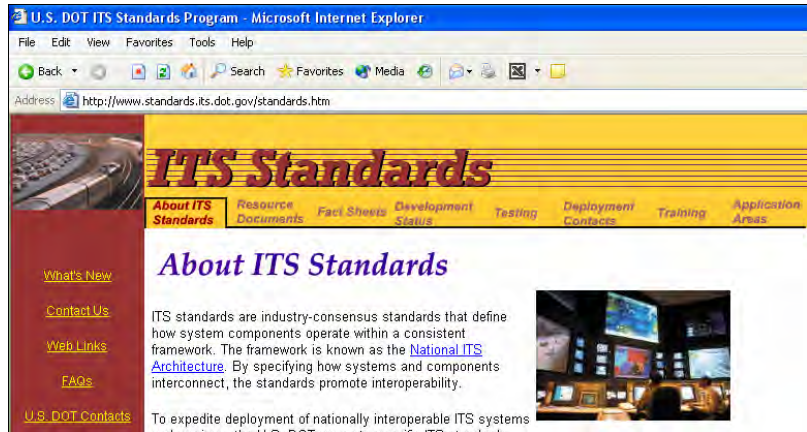 U.S. DOT ITS Standards Program - Microsoft Internet Explorer
File Edit View Favorites Tools Help
Back Search Favorites Media
Address http://www.standards.its.dot.gov/standards.htm
ITS Standards
About ITS Standards
Resource Documents
Fact Sheets
Development Status
Testing
Deployment Contacts
Training
Application Areas
What's New
Contact Us
Web Links
FAQs
U.S. DOT Contacts
About ITS Standards
ITS standards are industry-consensus standards that define
how system components operate within a consistent
framework. The framework is known as the National ITS
Architecture. By specifying how systems and components
interconnect, the standards promote interoperability.
To expedite deployment of nationally interoperable ITS systems